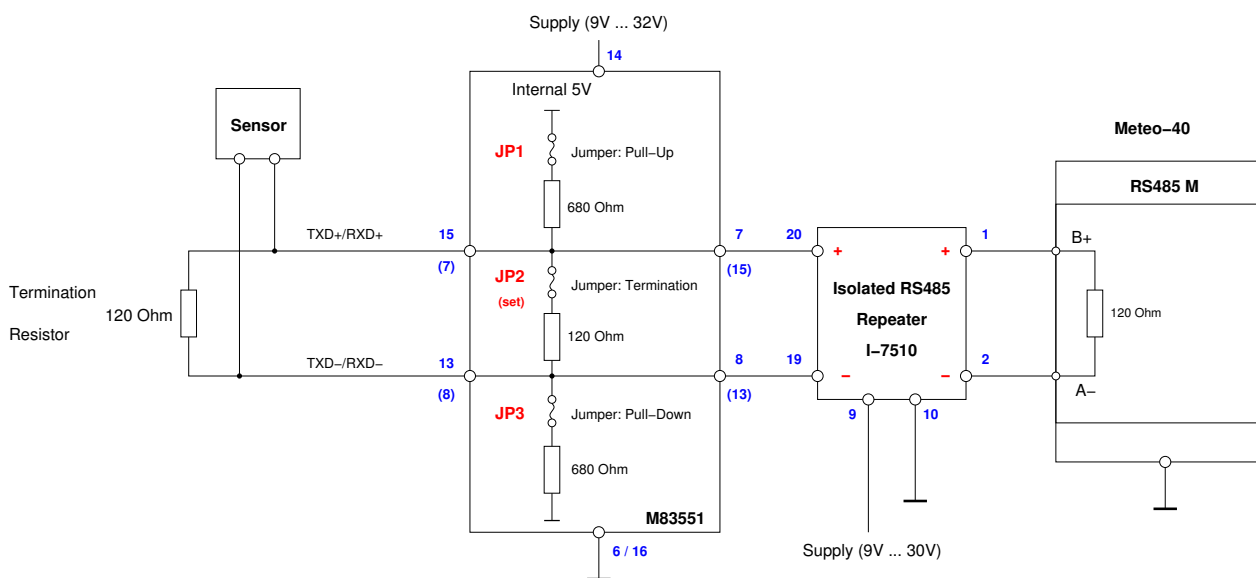 Supply (9V ... 32V)
14
Internal 5V
Sensor
JP1
Jumper: Pull−Up
680 Ohm
Meteo−40
RS485 M
TXD+/RXD+
15
(7)
7
(15)
20
+
+
1
B+
JP2
(set)
Jumper: Termination
120 Ohm
Termination
Resistor
120 Ohm
Isolated RS485
Repeater
I−7510
120 Ohm
TXD−/RXD−
13
(8)
8
(13)
19
−
−
2
A−
JP3
Jumper: Pull−Down
680 Ohm
9
10
M83551
6 / 16
Supply (9V ... 30V)